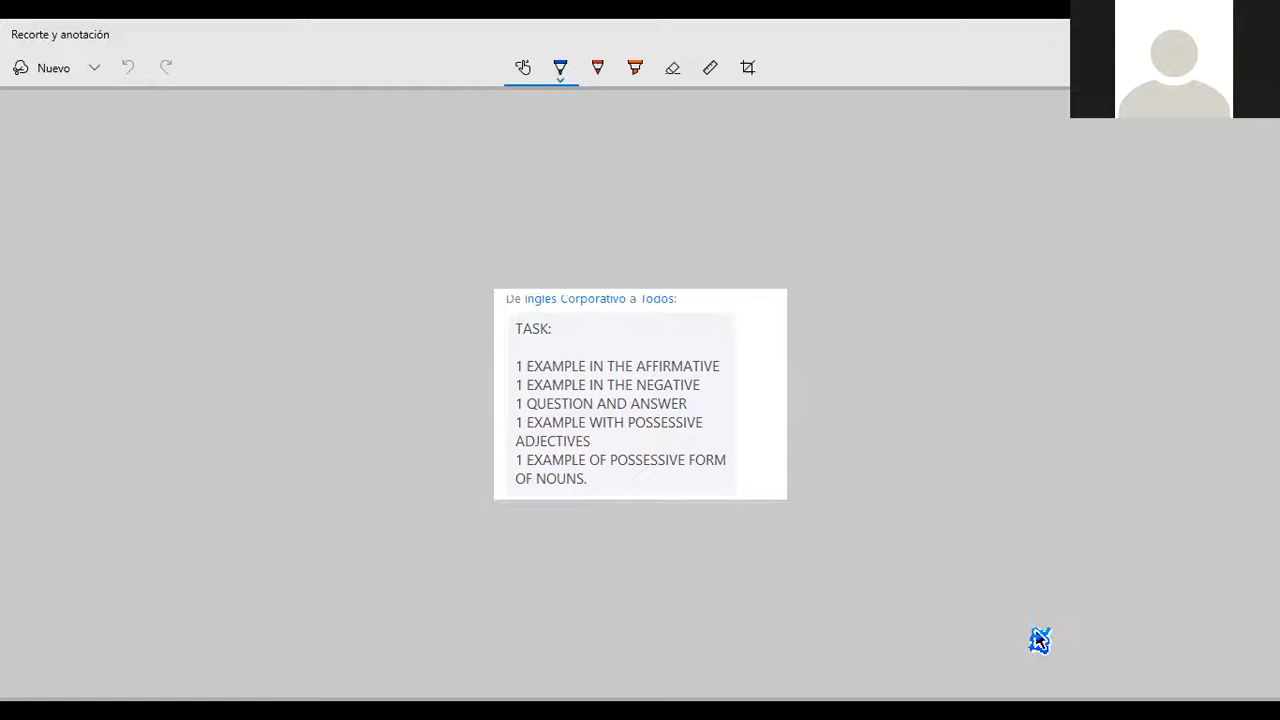 Recorte y anotación
Nuevo
De Ingles Corporativo a Todos:
TASK:
1 EXAMPLE IN THE AFFIRMATIVE
1 EXAMPLE IN THE NEGATIVE
1 QUESTION AND ANSWER
1 EXAMPLE WITH POSSESSIVE
ADJECTIVES
1 EXAMPLE OF POSSESSIVE FORM
OF NOUNS.